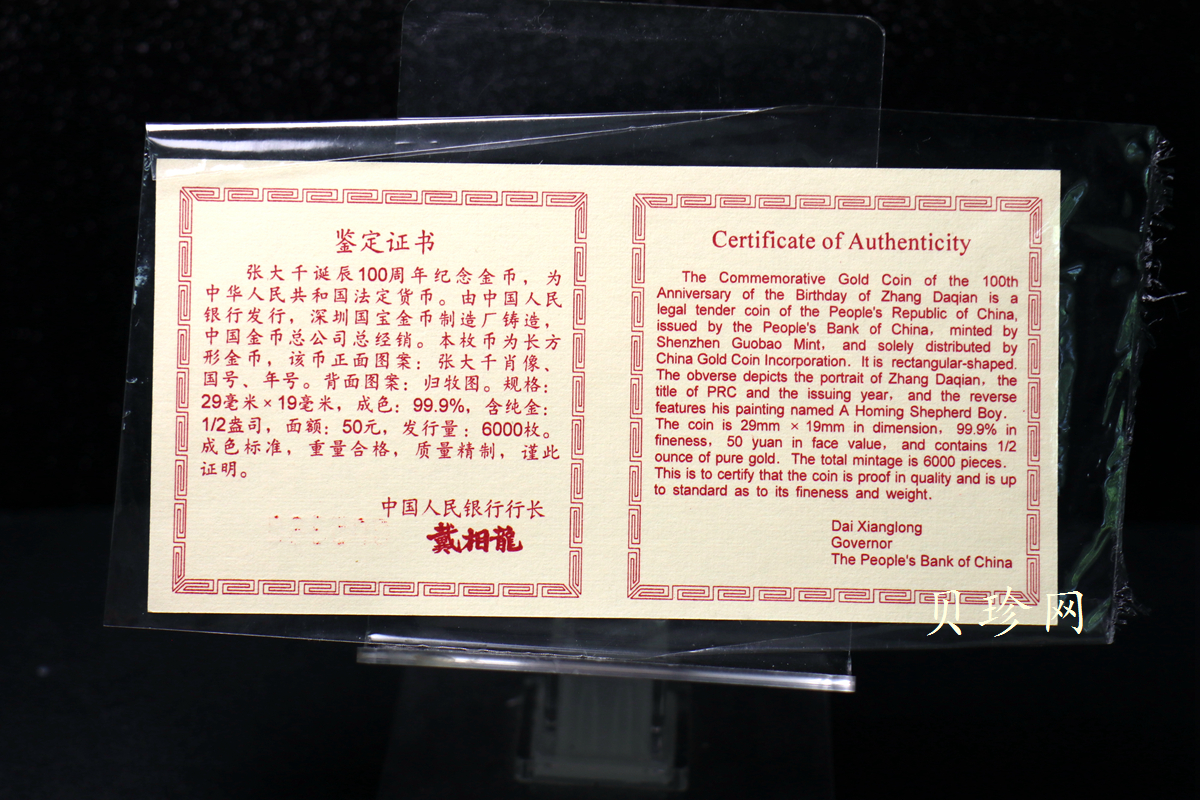 鉴定证书
张大千诞辰100周年纪念金币，为
中华人民共和国法定货币。由中国人民
银行发行，深圳国宝金币制造厂铸造，
中国金币总公司总经销。本枚币为长方
形金币，该币正面图案：张大千肖像、
国号、年号。背面图案：归牧图。规格：
29毫米×19毫米，成色：99.9%，含纯金：
1/2盎司，面额：50元，发行量：6000枚。
成色标准，重量合格，质量精制，谨此
证明。
中国人民银行行长
戴相龍
Certificate of Authenticity
The Commemorative Gold Coin of the 100th
Anniversary of the Birthday of Zhang Daqian is a
legal tender coin of the People's Republic of China,
issued by the People's Bank of China, minted by
Shenzhen Guobao Mint, and solely distributed by
China Gold Coin Incorporation. It is rectangular-shaped.
The obverse depicts the portrait of Zhang Daqian, the
title of PRC and the issuing year, and the reverse
features his painting named A Homing Shepherd Boy.
The coin is 29mm ×19mm in dimension, 99.9% in
fineness, 50 yuan in face value, and contains 1/2
ounce of pure gold. The total mintage is 6000 pieces.
This is to certify that the coin is proof in quality and is up
to standard as to its fineness and weight.
Dai Xianglong
Governor
The People's Bank of China
贝珍网